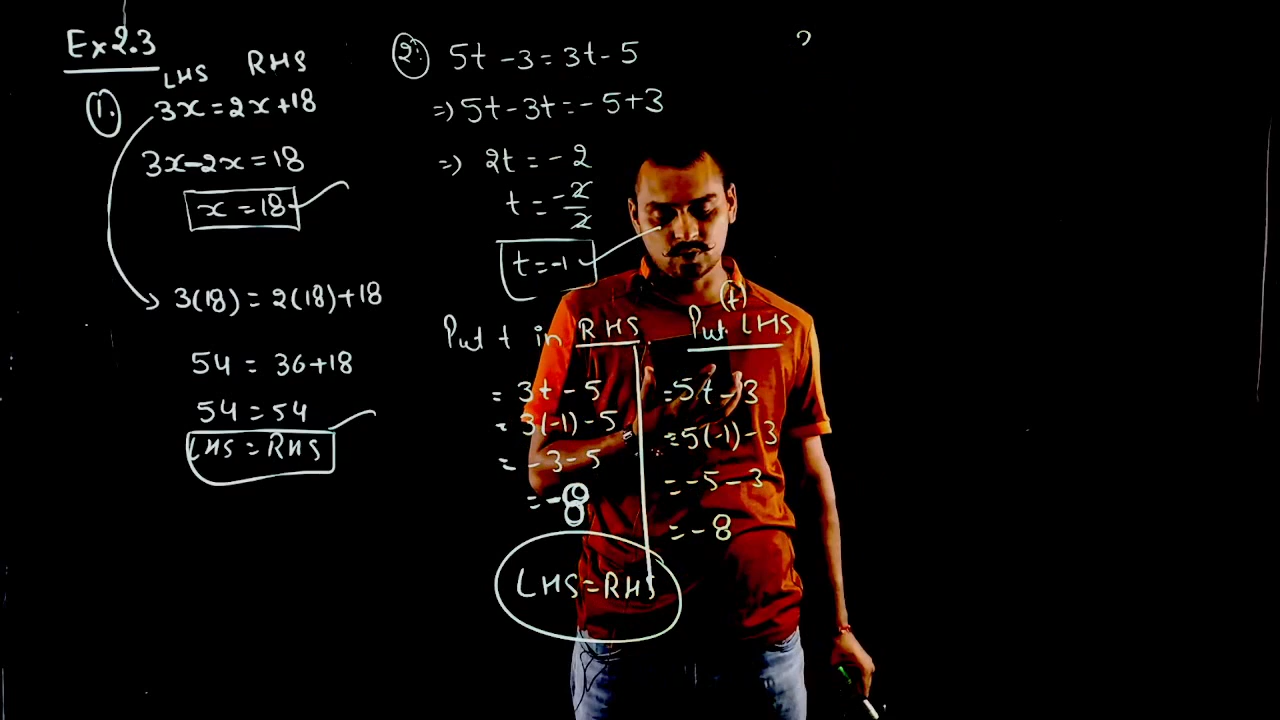 Ex 2.3
LHS RHS
1. 3x = 2x + 18
3x - 2x = 18
x = 18
3(18) = 2(18) + 18
54 = 36 + 18
54 = 54
LHS = RHS
2. 5t - 3 = 3t - 5
=) 5t - 3t = - 5 + 3
=) 2t = - 2
t = -2/2
t = -1
Put t in RHS
= 3t - 5
= 3(-1) - 5
= - 3 - 5
= - 8
(t)
Put LHS
= 5t - 3
= 5(-1) - 3
= - 5 - 3
= - 8
LHS = RHS